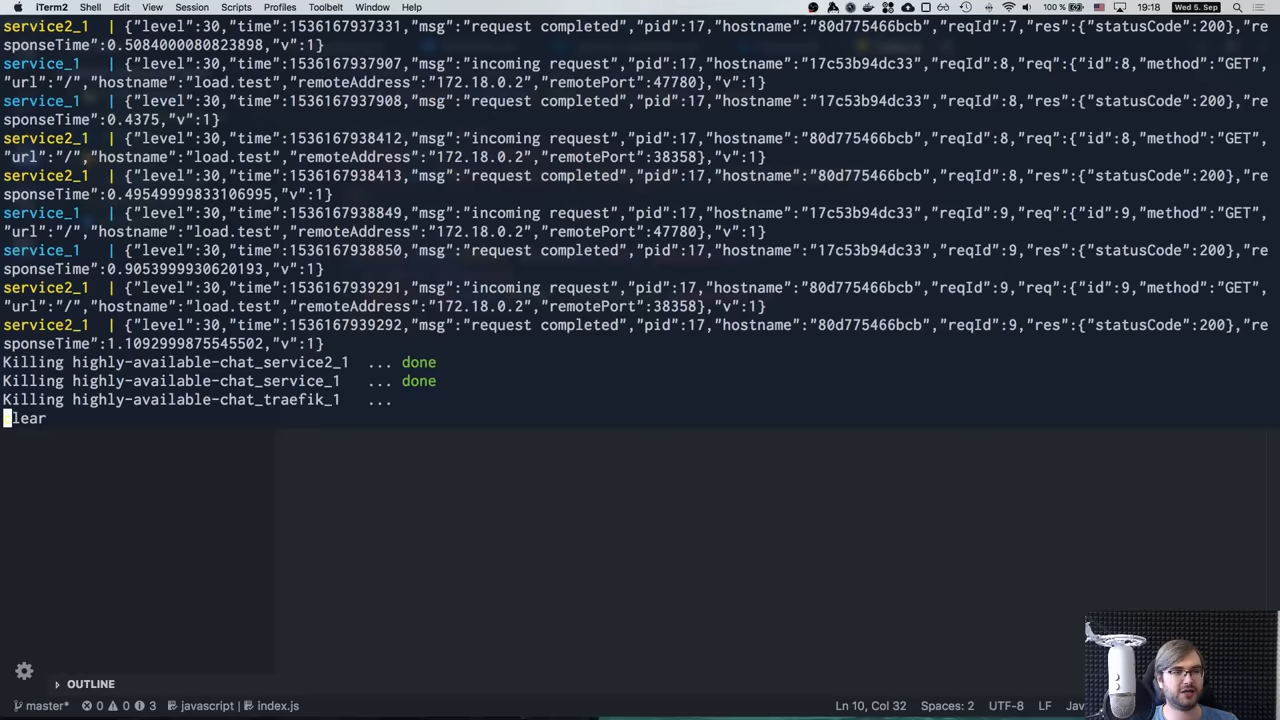 iTerm2 Shell Edit View Session Scripts Profiles Toolbelt Window Help 100 % 19:18 Wed 5. Sep
service2_1 | {"level":30,"time":1536167937331,"msg":"request completed","pid":17,"hostname":"80d775466bcb","reqId":7,"res":{"statusCode":200},"re
sponseTime":0.5084000080823898,"v":1}
service_1 | {"level":30,"time":1536167937907,"msg":"incoming request","pid":17,"hostname":"17c53b94dc33","reqId":8,"req":{"id":8,"method":"GET",
"url":"/","hostname":"load.test","remoteAddress":"172.18.0.2","remotePort":47780},"v":1}
service_1 | {"level":30,"time":1536167937908,"msg":"request completed","pid":17,"hostname":"17c53b94dc33","reqId":8,"res":{"statusCode":200},"re
sponseTime":0.4375,"v":1}
service2_1 | {"level":30,"time":1536167938412,"msg":"incoming request","pid":17,"hostname":"80d775466bcb","reqId":8,"req":{"id":8,"method":"GET",
"url":"/","hostname":"load.test","remoteAddress":"172.18.0.2","remotePort":38358},"v":1}
service2_1 | {"level":30,"time":1536167938413,"msg":"request completed","pid":17,"hostname":"80d775466bcb","reqId":8,"res":{"statusCode":200},"re
sponseTime":0.49549999833106995,"v":1}
service_1 | {"level":30,"time":1536167938849,"msg":"incoming request","pid":17,"hostname":"17c53b94dc33","reqId":9,"req":{"id":9,"method":"GET",
"url":"/","hostname":"load.test","remoteAddress":"172.18.0.2","remotePort":47780},"v":1}
service_1 | {"level":30,"time":1536167938850,"msg":"request completed","pid":17,"hostname":"17c53b94dc33","reqId":9,"res":{"statusCode":200},"re
sponseTime":0.9053999930620193,"v":1}
service2_1 | {"level":30,"time":1536167939291,"msg":"incoming request","pid":17,"hostname":"80d775466bcb","reqId":9,"req":{"id":9,"method":"GET",
"url":"/","hostname":"load.test","remoteAddress":"172.18.0.2","remotePort":38358},"v":1}
service2_1 | {"level":30,"time":1536167939292,"msg":"request completed","pid":17,"hostname":"80d775466bcb","reqId":9,"res":{"statusCode":200},"re
sponseTime":1.1092999875545502,"v":1}
Killing highly-available-chat_service2_1 ... done
Killing highly-available-chat_service_1 ... done
Killing highly-available-chat_traefik_1 ...
lear
OUTLINE
master* 0 0 3 javascript | index.js Ln 10, Col 32 Spaces: 2 UTF-8 LF Jav